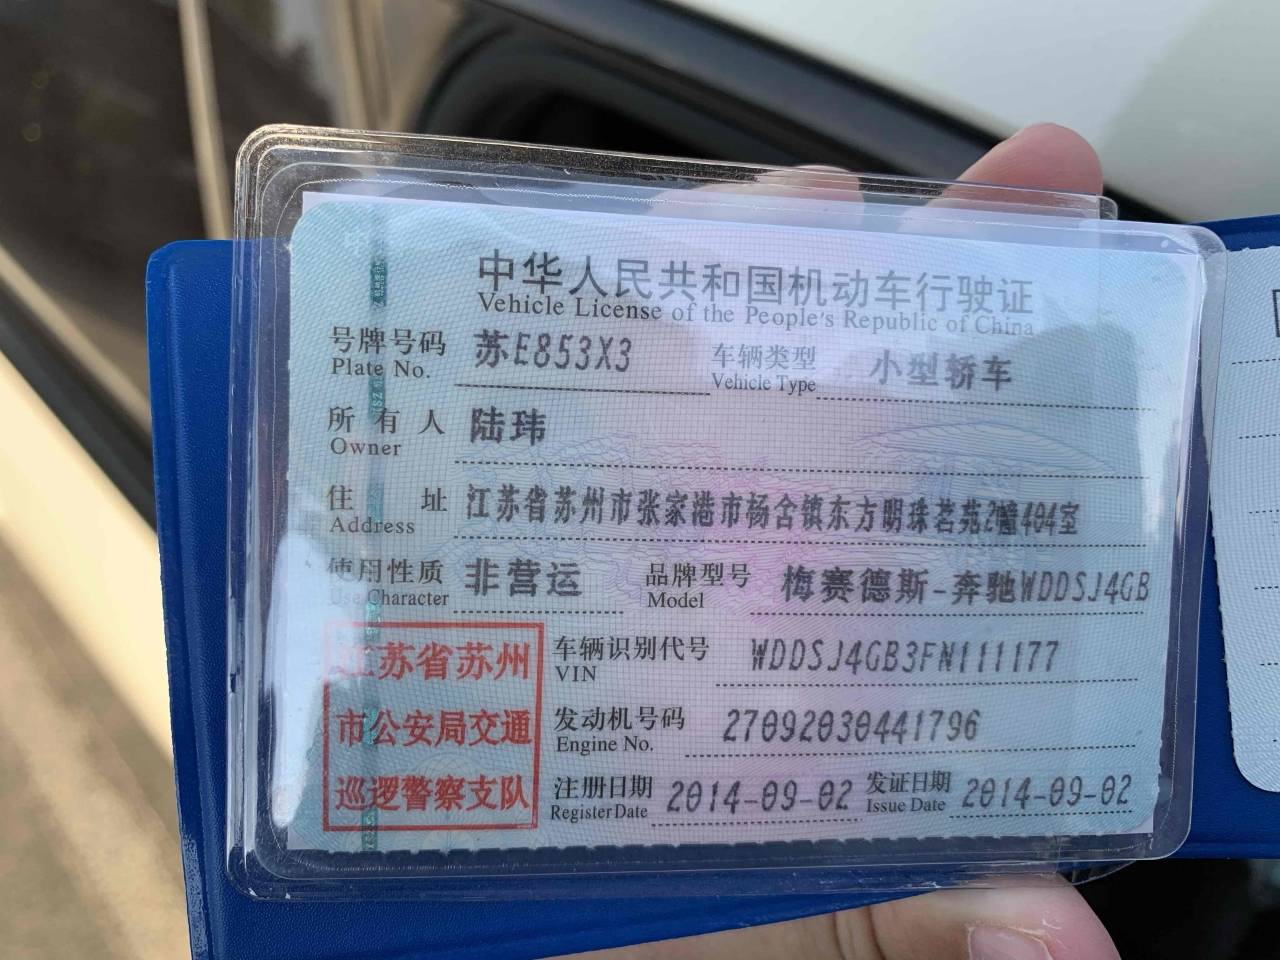 中华人民共和国机动车行驶证
Vehicle License of the People's Republic of China
号牌号码 苏E853X3 车辆类型 小型轿车
Plate No. Vehicle Type
所有人 陆玮
Owner
住址 江苏省苏州市张家港市杨舍镇东方明珠茗苑2幢404室
Address
使用性质 非营运 品牌型号 梅赛德斯-奔驰WDDSJ4GB
Use Character Model
江苏省苏州 车辆识别代号 WDDSJ4GB3FN111177
VIN
市公安局交通 发动机号码 27092030441796
Engine No.
巡逻警察支队 注册日期 2014-09-02 发证日期 2014-09-02
Register Date Issue Date